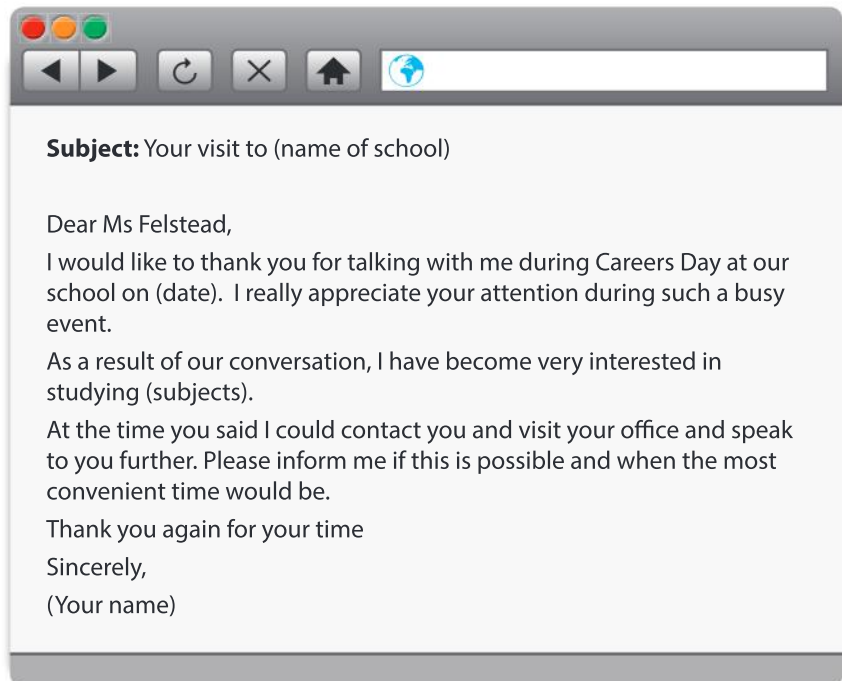 Subject: Your visit to (name of school)
Dear Ms Felstead,
I would like to thank you for talking with me during Careers Day at our
school on (date).  I really appreciate your attention during such a busy
event.
As a result of our conversation, I have become very interested in
studying (subjects).
At the time you said I could contact you and visit your office and speak
to you further. Please inform me if this is possible and when the most
convenient time would be.
Thank you again for your time
Sincerely,
(Your name)